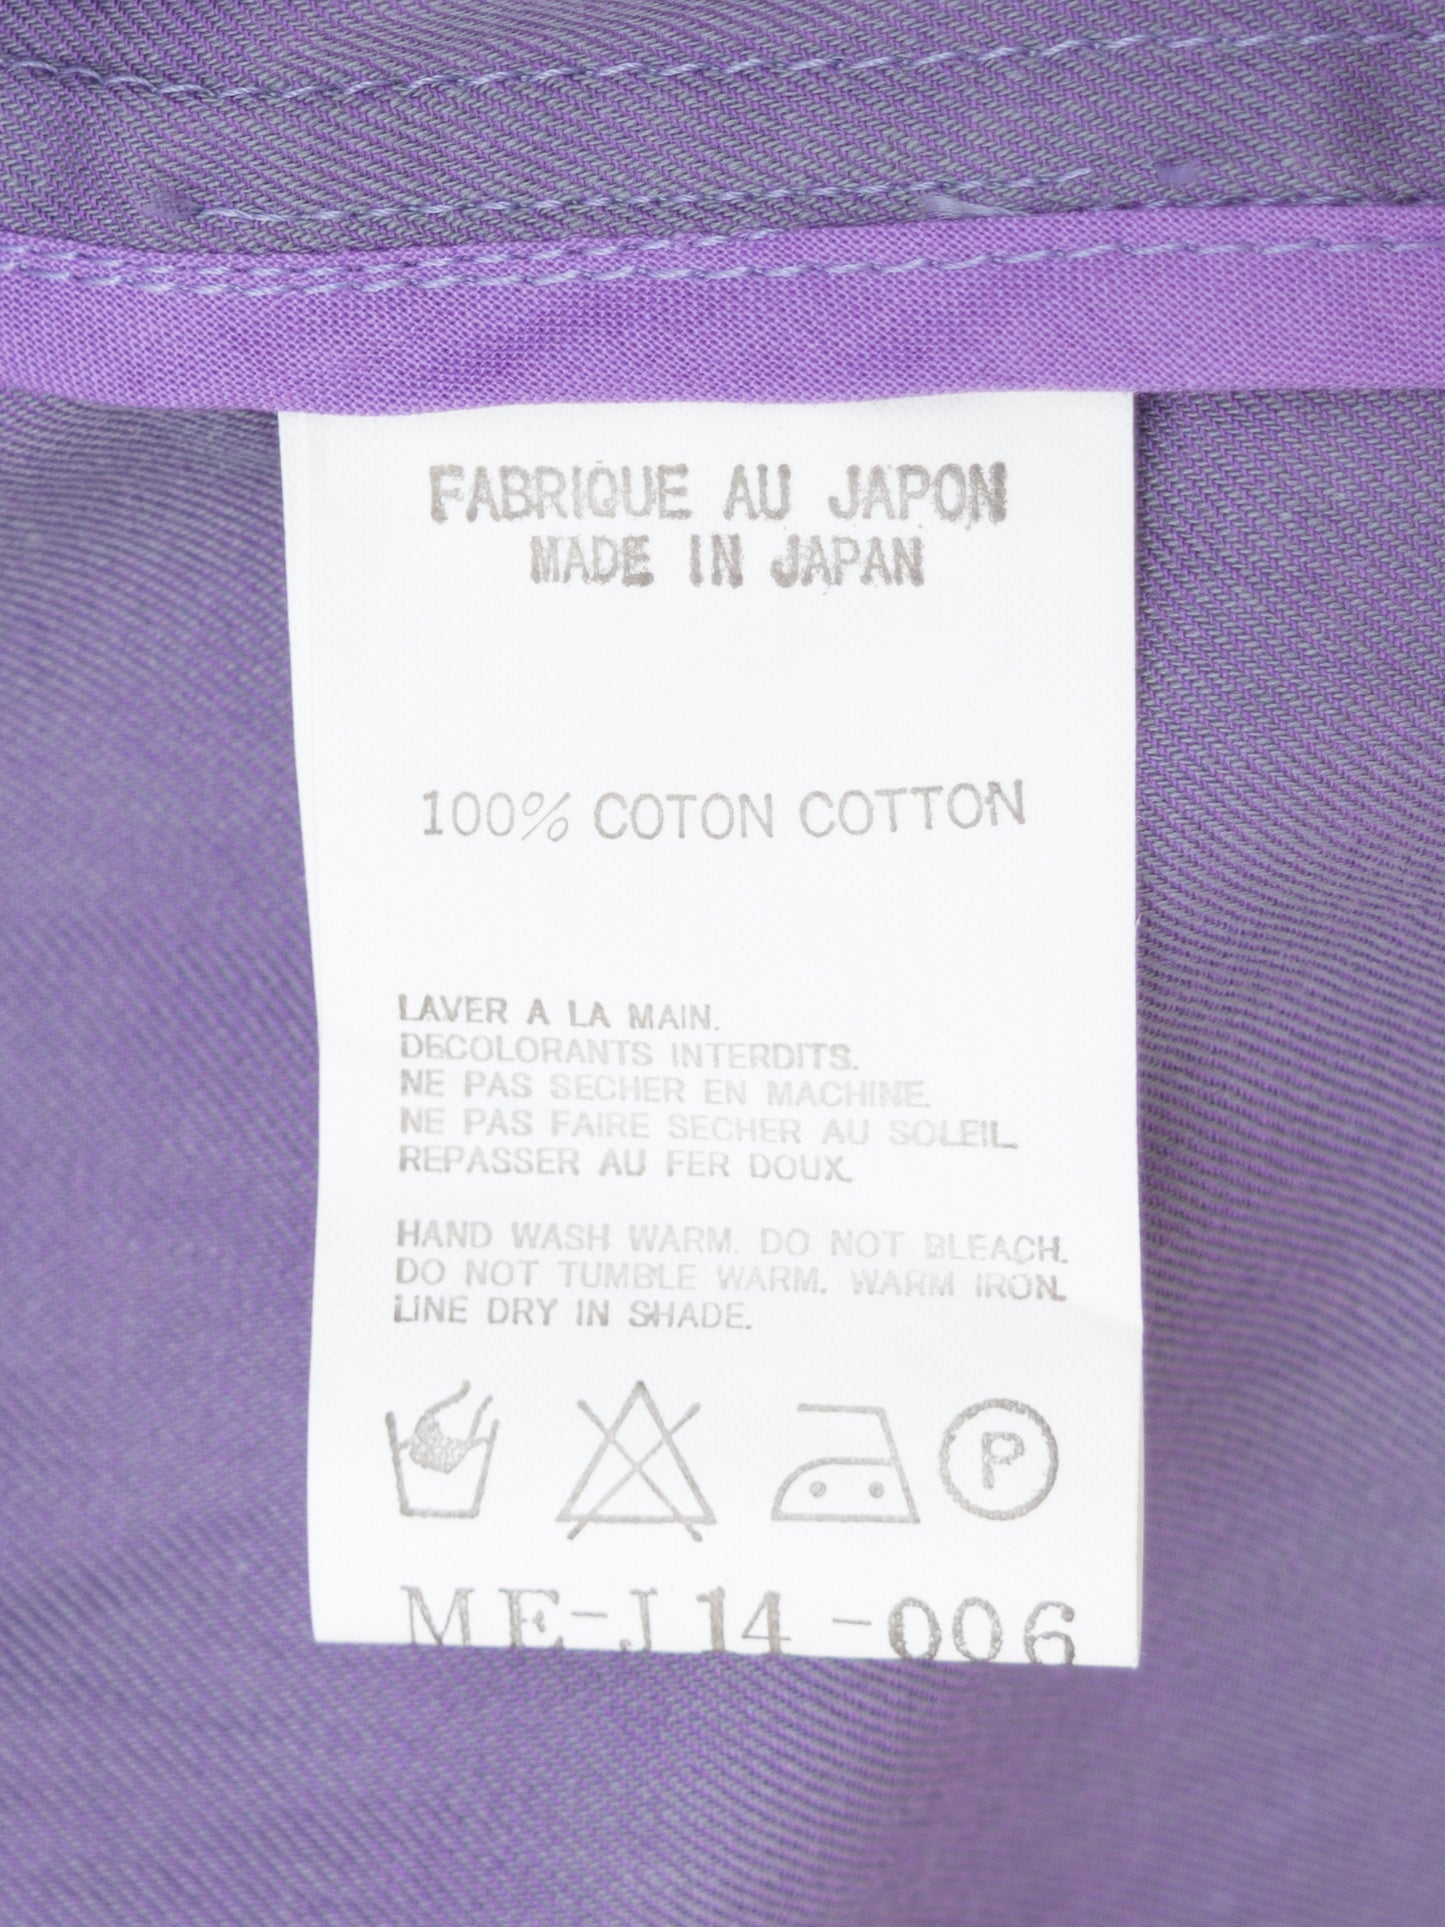 FABRIQUE AU JAPON
MADE IN JAPAN
100% COTON COTTON
LAVER A LA MAIN.
DECOLORANTS INTERDITS.
NE PAS SECHER EN MACHINE.
NE PAS FAIRE SECHER AU SOLEIL
REPASSER AU FER DOUX.
HAND WASH WARM. DO NOT BLEACH.
DO NOT TUMBLE WARM. WARM IRON.
LINE DRY IN SHADE.
P
ME-J14-006